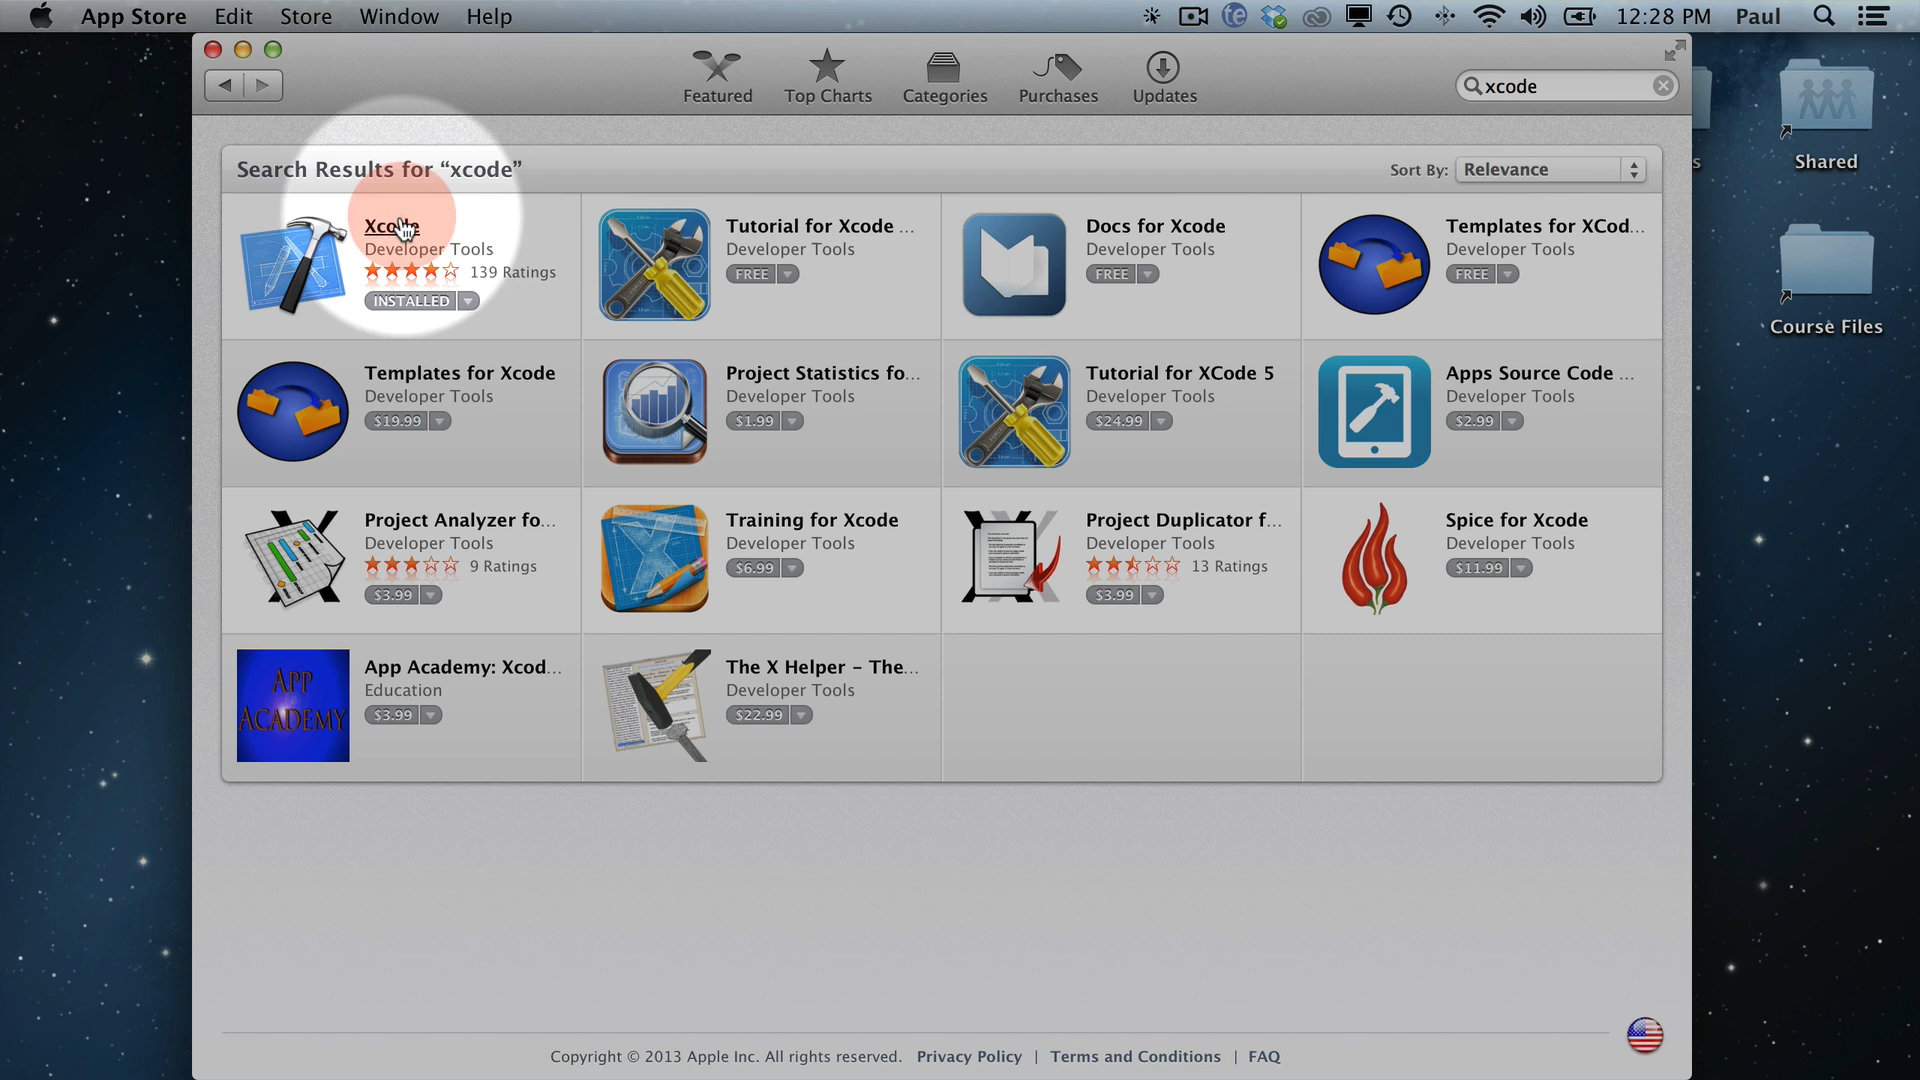 App Store Edit Store Window Help
12:28 PM Paul
Featured Top Charts Categories Purchases Updates
xcode
Search Results for “xcode”
Sort By: Relevance
Xcode
Developer Tools
139 Ratings
INSTALLED
Tutorial for Xcode ...
Developer Tools
FREE
Docs for Xcode
Developer Tools
FREE
Templates for XCod...
Developer Tools
FREE
Templates for Xcode
Developer Tools
$19.99
Project Statistics fo...
Developer Tools
$1.99
Tutorial for XCode 5
Developer Tools
$24.99
Apps Source Code ...
Developer Tools
$2.99
Project Analyzer fo...
Developer Tools
9 Ratings
$3.99
Training for Xcode
Developer Tools
$6.99
Project Duplicator f...
Developer Tools
13 Ratings
$3.99
Spice for Xcode
Developer Tools
$11.99
APP
ACADEMY
App Academy: Xcod...
Education
$3.99
The X Helper – The...
Developer Tools
$22.99
Copyright © 2013 Apple Inc. All rights reserved. Privacy Policy | Terms and Conditions | FAQ
Shared
Course Files